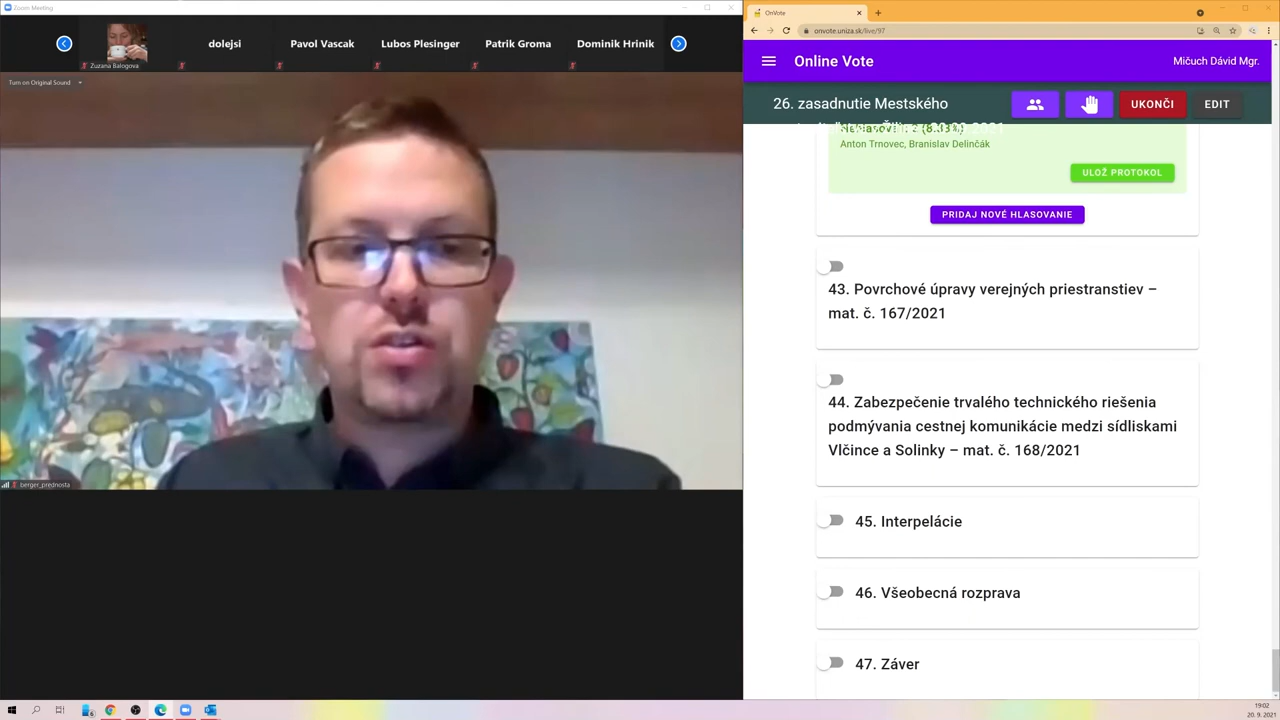 Zoom Meeting
dolejsi
Pavol Vascak
Lubos Plesinger
Patrik Groma
Dominik Hrinik
Zuzana Balogova
Turn on Original Sound
berger_prednosta
OnVote
onvote.uniza.sk/live/97
Online Vote
Mičuch Dávid Mgr.
26. zasadnutie Mestského
UKONČI
EDIT
Anton Trnovec, Branislav Delinčák
ULOŽ PROTOKOL
PRIDAJ NOVÉ HLASOVANIE
43. Povrchové úpravy verejných priestranstiev –
mat. č. 167/2021
44. Zabezpečenie trvalého technického riešenia
podmývania cestnej komunikácie medzi sídliskami
Vlčince a Solinky – mat. č. 168/2021
45. Interpelácie
46. Všeobecná rozprava
47. Záver
19:02
20. 9. 2021